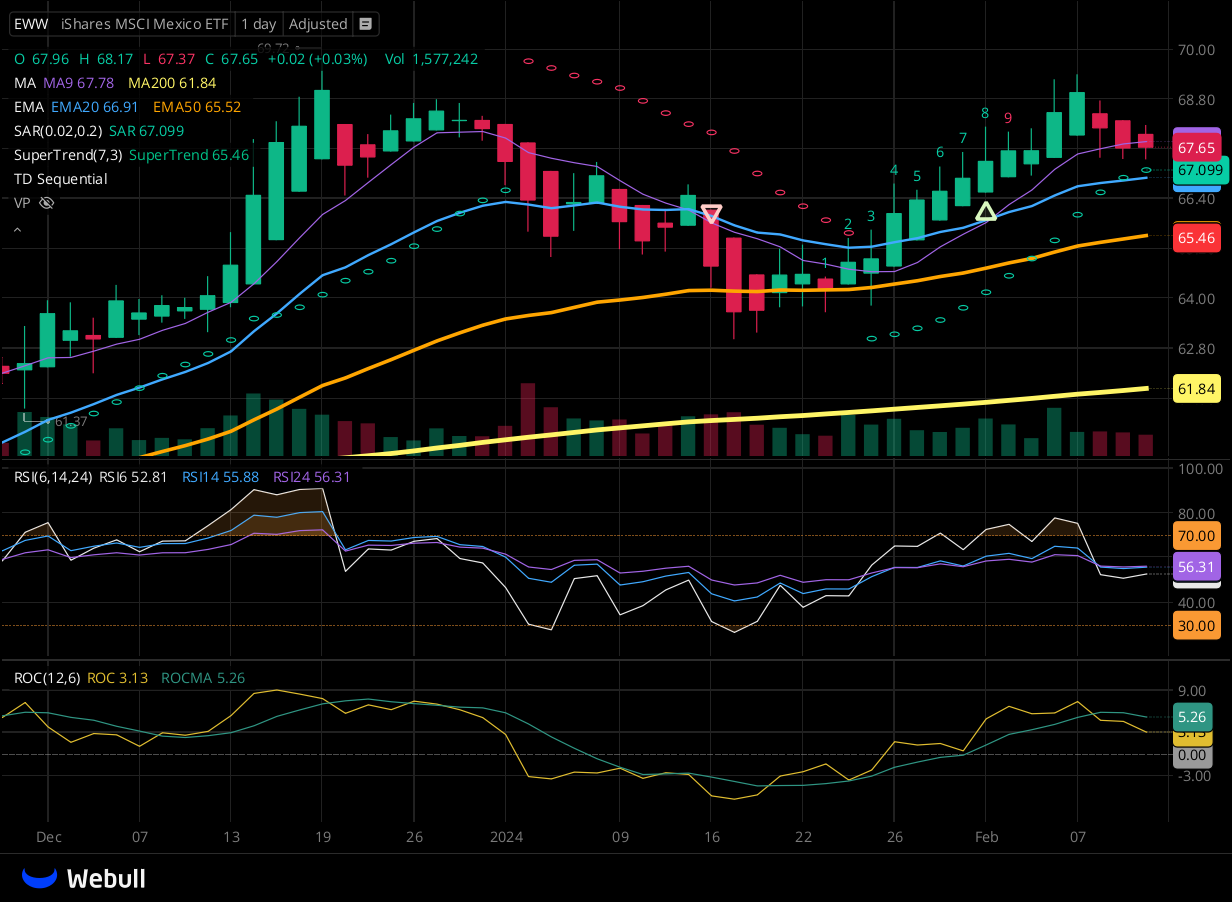 EWW iShares MSCI Mexico ETF 1 day Adjusted
O 67.96 H 68.17 L 67.37 C 67.65 +0.02 (+0.03%) Vol 1,577,242
MA MA9 67.78 MA200 61.84
EMA EMA20 66.91 EMA50 65.52
SAR(0.02,0.2) SAR 67.099
SuperTrend(7,3) SuperTrend 65.46
TD Sequential
VP
70.00
68.80
67.65
67.099
66.40
65.46
64.00
62.80
61.84
1 2 3 4 5 6 7 8 9
61.37
RSI(6,14,24) RSI6 52.81 RSI14 55.88 RSI24 56.31
100.00
80.00
70.00
56.31
40.00
30.00
ROC(12,6) ROC 3.13 ROCMA 5.26
9.00
5.26
3.13
0.00
-3.00
Dec 07 13 19 26 2024 09 16 22 26 Feb 07
Webull